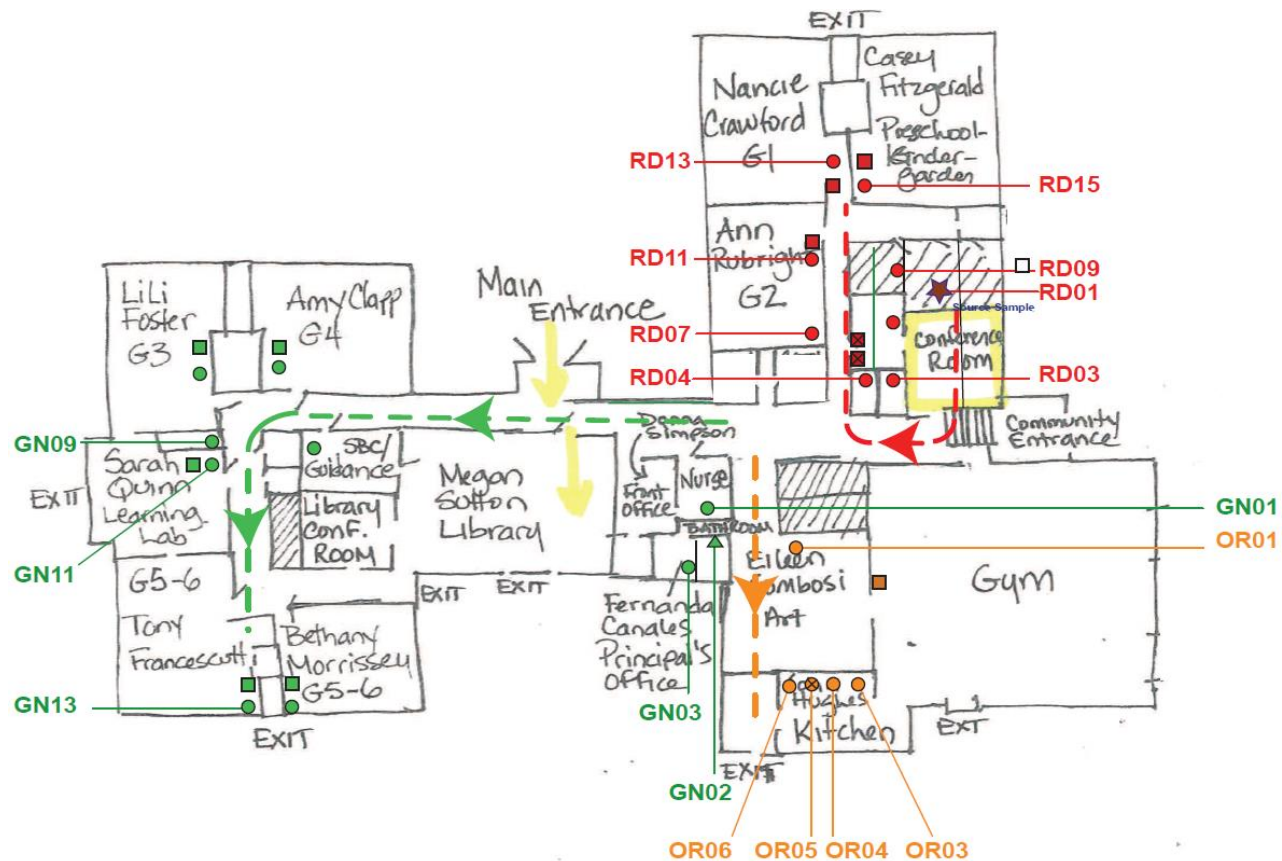 EXIT
Nancie
Crawford
G1
Casey
Fitzgerald
Preschool-
Kinder-
garden
RD13
RD15
Ann
Rubright
G2
RD11
RD09
RD01
Source Sample
RD07
Conference
Room
RD04
RD03
Community
Entrance
Main
Entrance
LiLi
Foster
G3
Amy Clapp
G4
GN09
Sarah
Quinn
Learning
Lab
EXIT
GN11
SBC/
Guidance
Library
Conf.
ROOM
Megan
Sutton
Library
Donna
Simpson
Front
Office
Nurse
BATHROOM
GN01
OR01
Eileen
Art
Gym
G5-6
Tony
Francescutt
Bethany
Morrissey
G5-6
EXIT
EXIT
Fernanda
Canales
Principal's
Office
GN13
EXIT
GN03
GN02
Hughes
Kitchen
EXIT
EXT
OR06
OR05
OR04
OR03